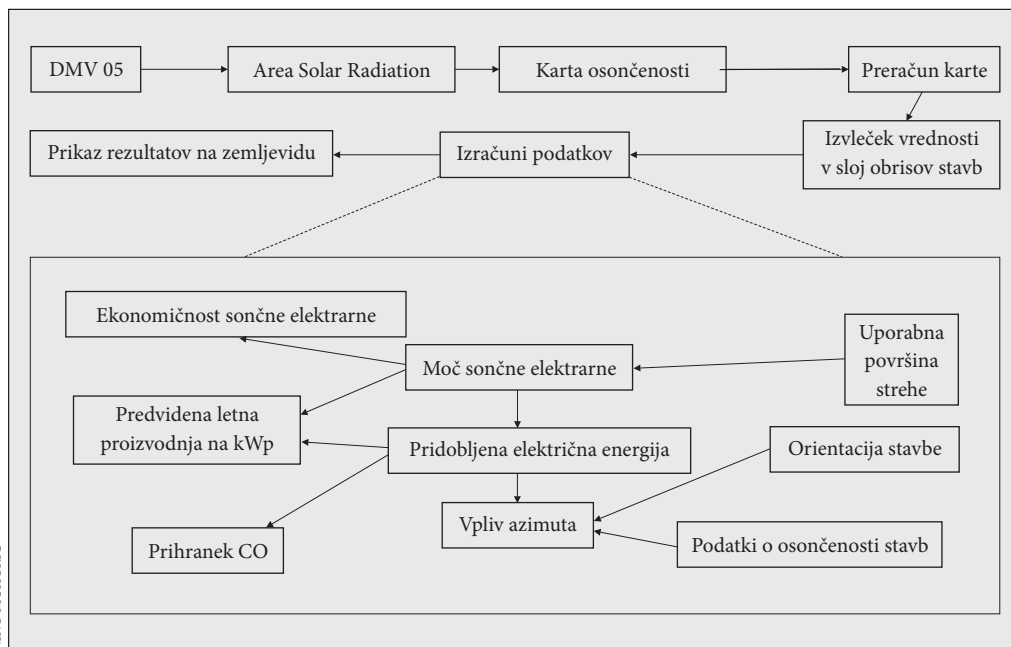 DMV 05
Area Solar Radiation
Karta osončenosti
Preračun karte
Prikaz rezultatov na zemljevidu
Izračuni podatkov
Izvleček vrednosti
v sloj obrisov stavb
Ekonomičnost sončne elektrarne
Moč sončne elektrarne
Uporabna
površina
strehe
Predvidena letna
proizvodnja na kWp
Pridobljena električna energija
Orientacija stavbe
Vpliv azimuta
Prihranek CO
Podatki o osončenosti stavb